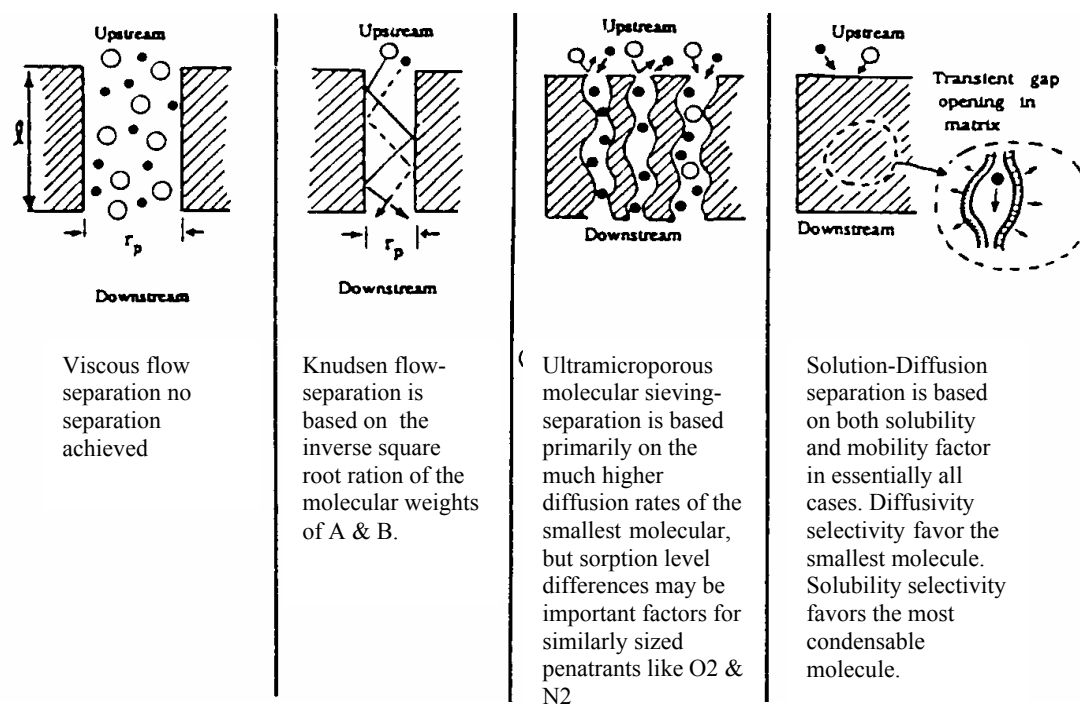 Upstream
ℓ
r_p
Downstream
Viscous flow
separation no
separation
achieved
Upstream
r_p
Downstream
Knudsen flow-
separation is
based on the
inverse square
root ration of the
molecular weights
of A & B.
Upstream
Downstream
(
Ultramicroporous
molecular sieving-
separation is based
primarily on the
much higher
diffusion rates of the
smallest molecular,
but sorption level
differences may be
important factors for
similarly sized
penatrants like O2 &
N2
Upstream
Transient gap
opening in
matrix
Downstream
Solution-Diffusion
separation is based
on both solubility
and mobility factor
in essentially all
cases. Diffusivity
selectivity favor the
smallest molecule.
Solubility selectivity
favors the most
condensable
molecule.